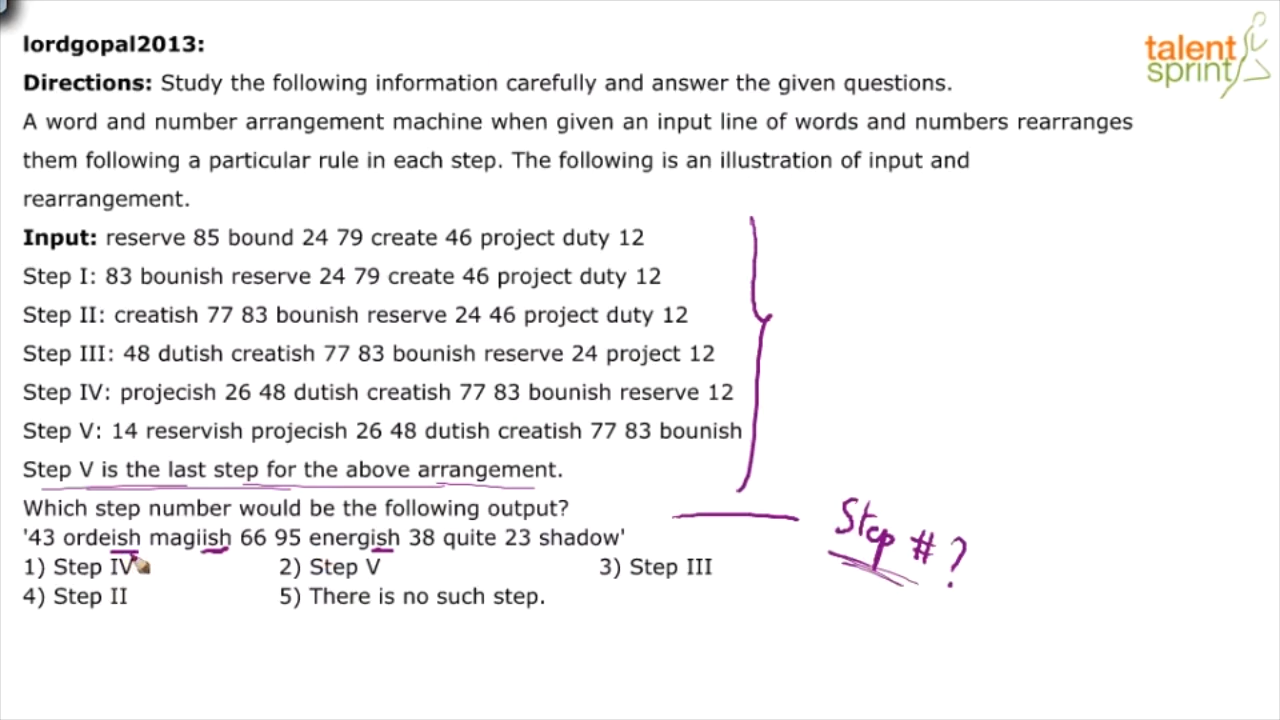 talent
sprint
lordgopal2013:
Directions: Study the following information carefully and answer the given questions.
A word and number arrangement machine when given an input line of words and numbers rearranges
them following a particular rule in each step. The following is an illustration of input and
rearrangement.
Input: reserve 85 bound 24 79 create 46 project duty 12
Step I: 83 bounish reserve 24 79 create 46 project duty 12
Step II: creatish 77 83 bounish reserve 24 46 project duty 12
Step III: 48 dutish creatish 77 83 bounish reserve 24 project 12
Step IV: projecish 26 48 dutish creatish 77 83 bounish reserve 12
Step V: 14 reservish projecish 26 48 dutish creatish 77 83 bounish
Step V is the last step for the above arrangement.
Which step number would be the following output?
'43 ordeish magiish 66 95 energish 38 quite 23 shadow'
Step # ?
1) Step IV 2) Step V 3) Step III
4) Step II 5) There is no such step.